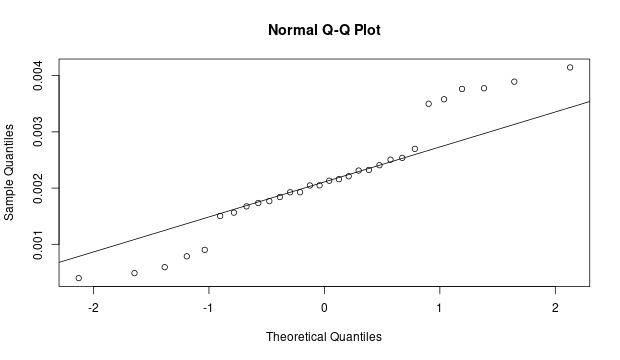 Normal Q-Q Plot
0.004
0.003
0.002
0.001
Sample Quantiles
-2 -1 0 1 2
Theoretical Quantiles